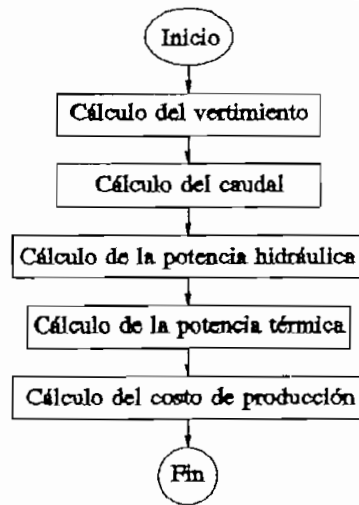 Inicio
Cálculo del vertimiento
Cálculo del caudal
Cálculo de la potencia hidráulica
Cálculo de la potencia térmica
Cálculo del costo de producción
Fin